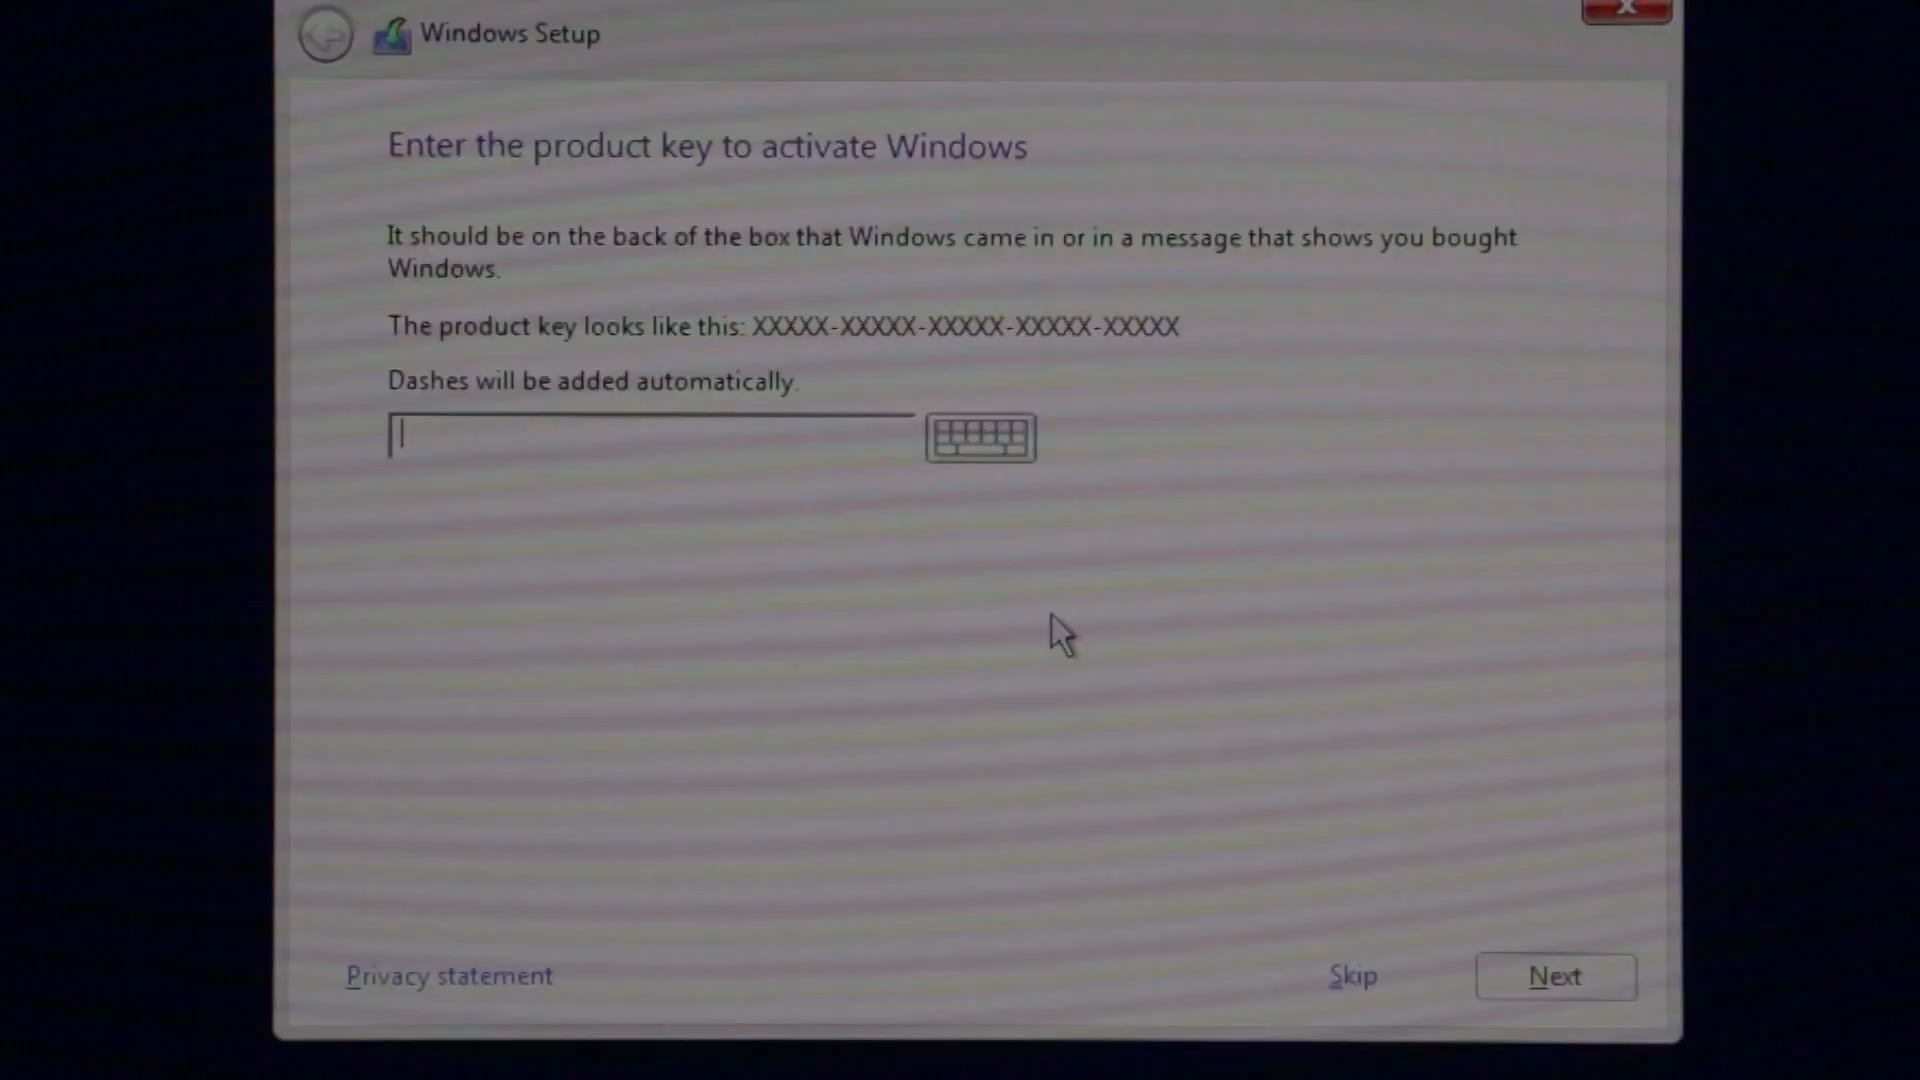 Windows Setup
Enter the product key to activate Windows
It should be on the back of the box that Windows came in or in a message that shows you bought
Windows.
The product key looks like this: XXXXX-XXXXX-XXXXX-XXXXX-XXXXX
Dashes will be added automatically.
Privacy statement
Skip
Next